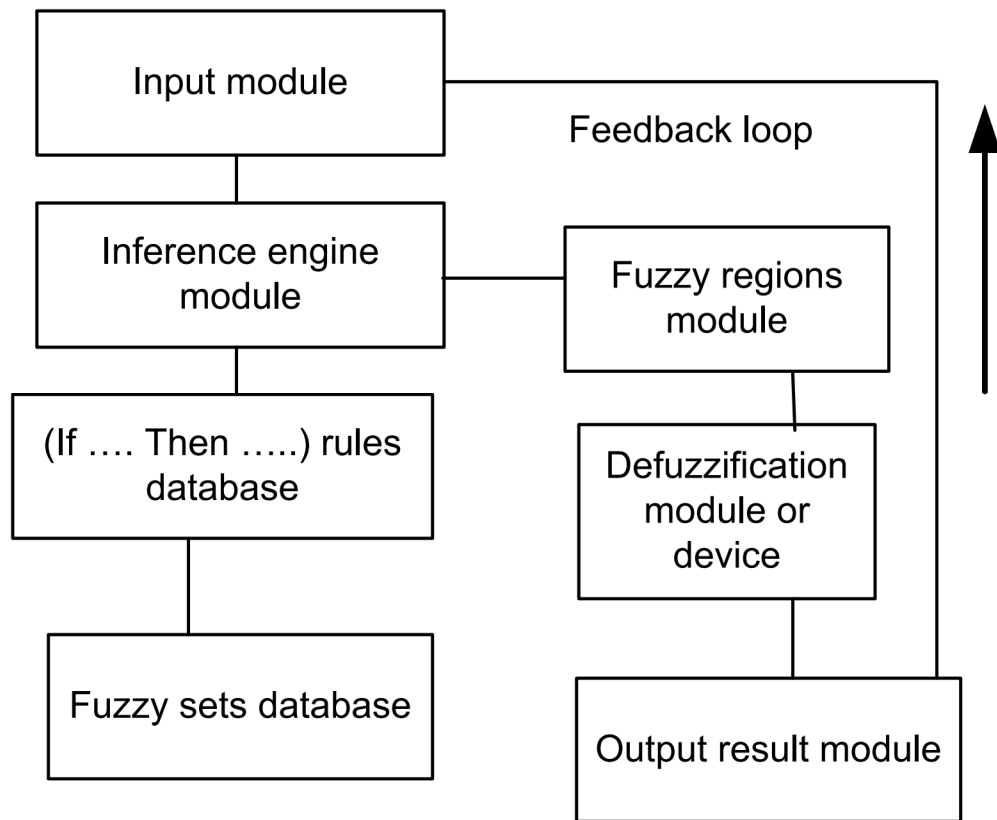 Input module
Feedback loop
Inference engine
module
Fuzzy regions
module
(If …. Then …..) rules
database
Defuzzification
module or
device
Fuzzy sets database
Output result module